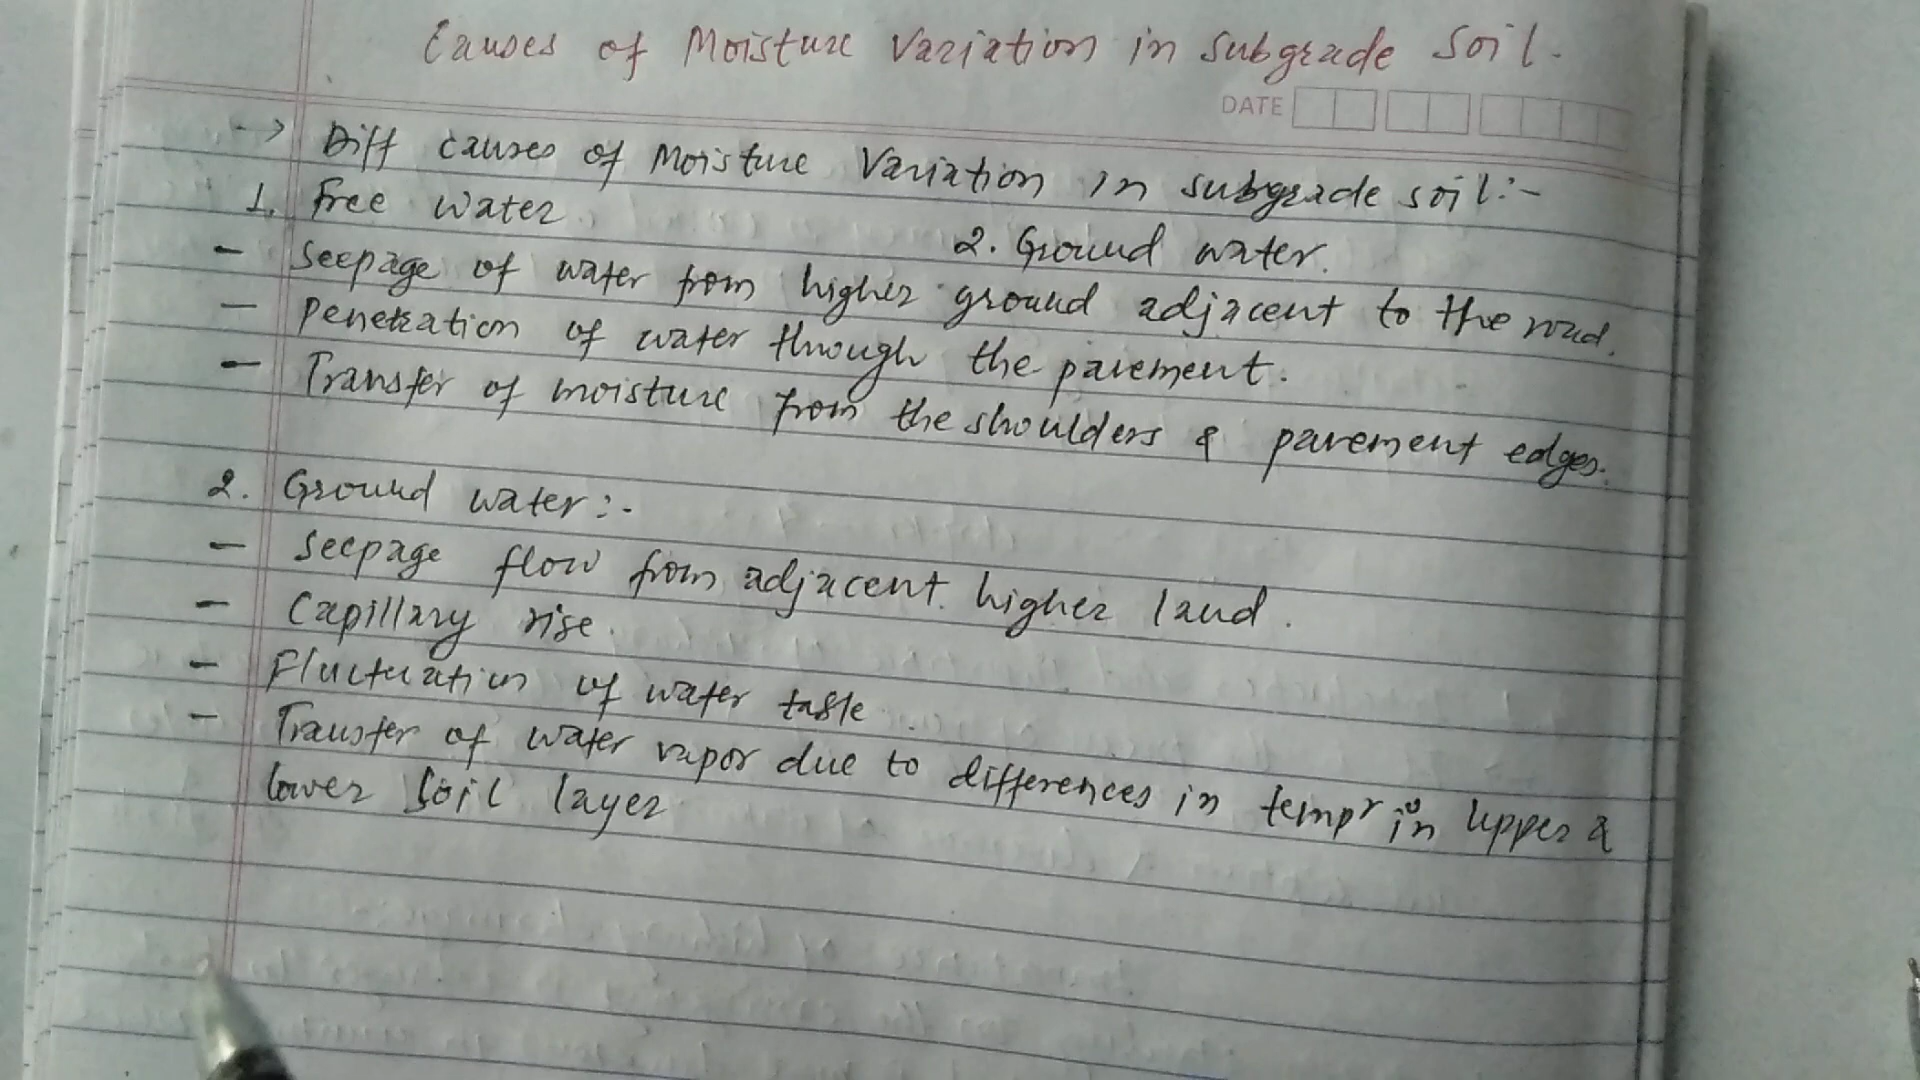 Causes of Moisture Variation in Subgrade Soil.
DATE
-> Diff causes of Moisture Variation in subgrade soil:-
1. Free water
2. Ground water.
- Seepage of water from higher ground adjacent to the road.
- Penetration of water through the pavement.
- Transfer of moisture from the shoulders & pavement edges.
2. Ground water:-
- Seepage flow from adjacent higher land.
- Capillary rise.
- Fluctuation of water table
- Transfer of water vapor due to differences in tempr in upper &
lower soil layer